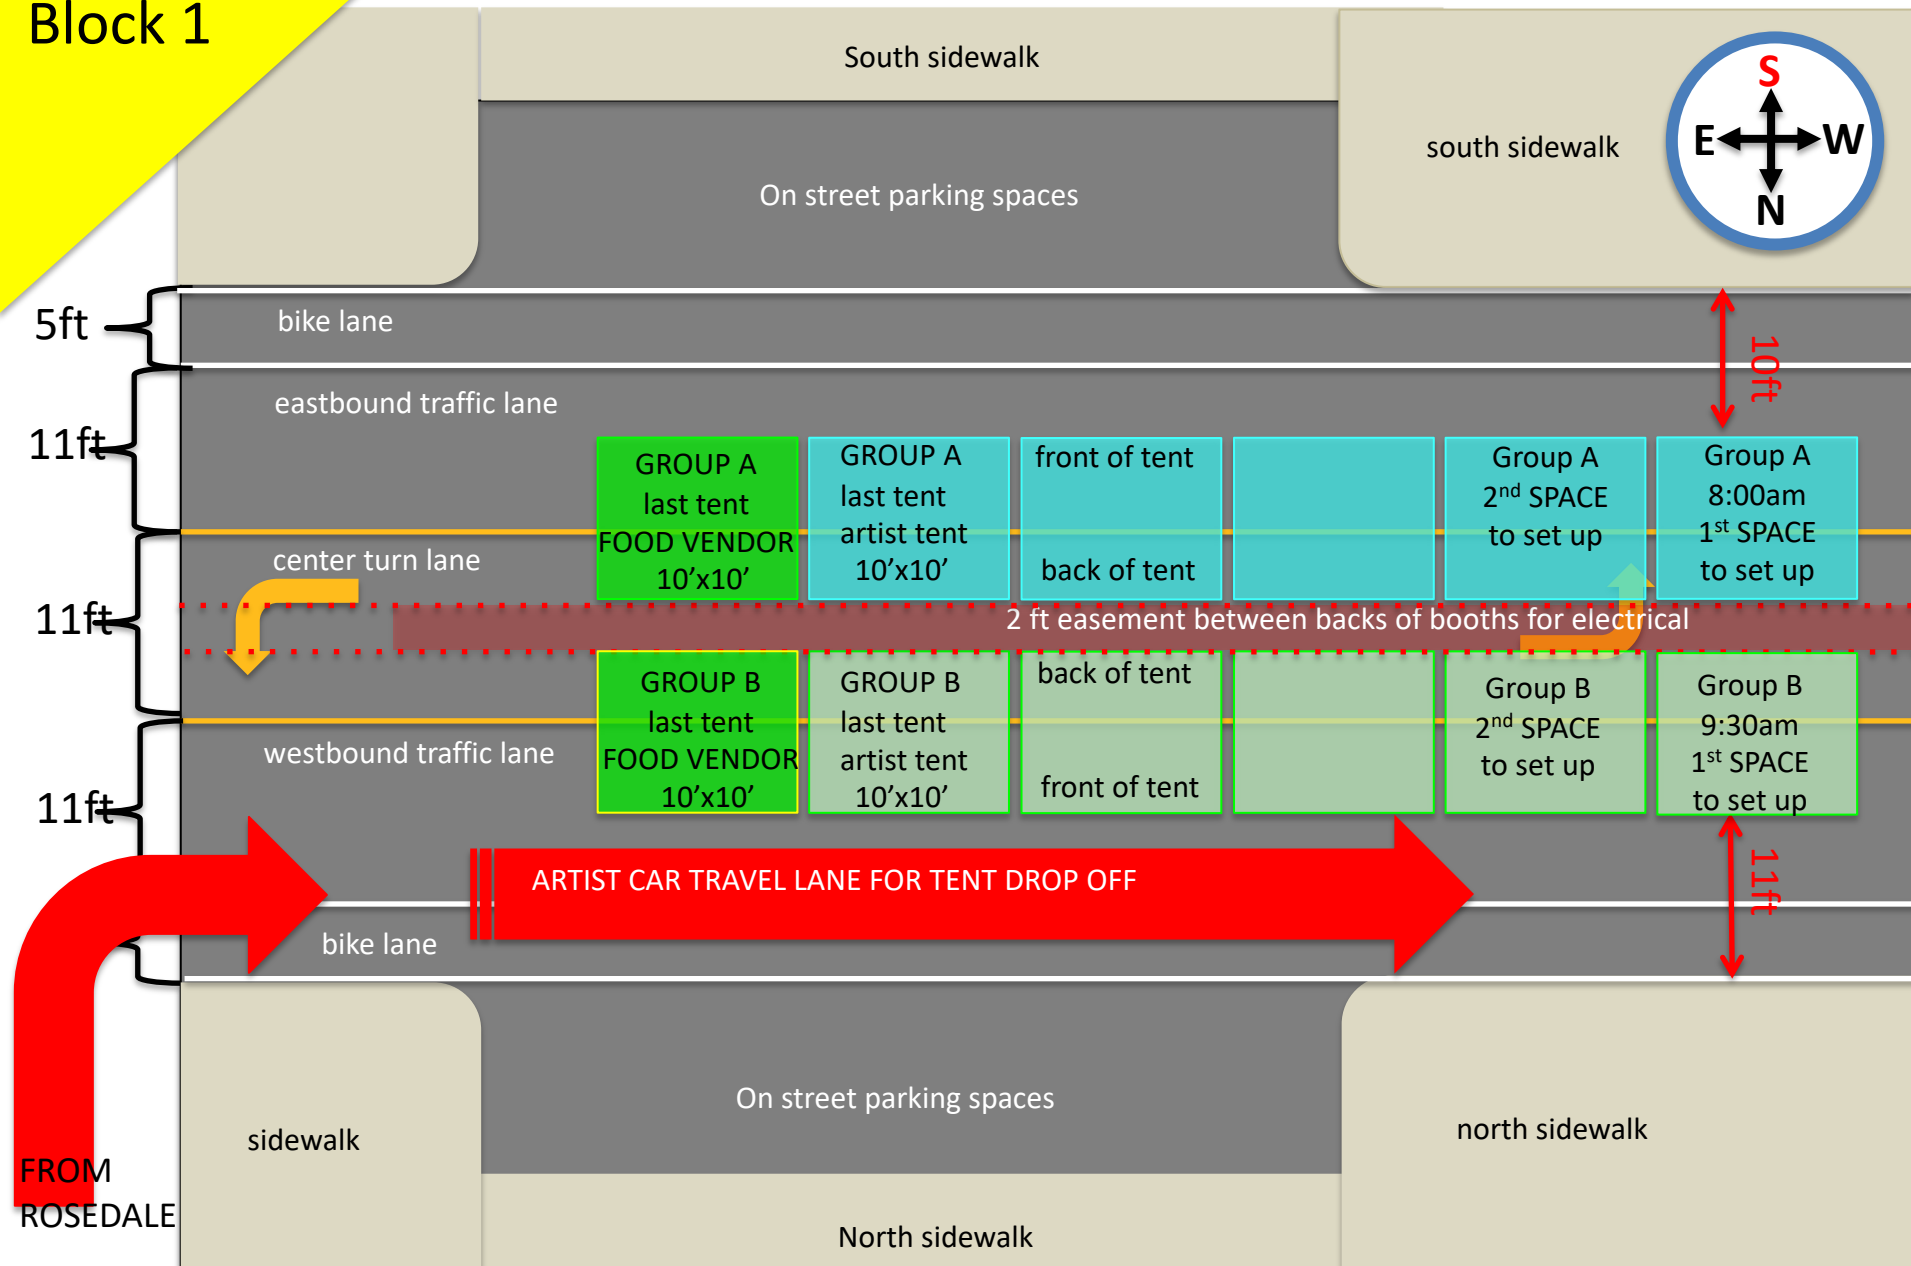 Block 1
South sidewalk
south sidewalk
S
E
W
N
On street parking spaces
5ft
bike lane
10ft
11ft
eastbound traffic lane
GROUP A
last tent
FOOD VENDOR
10'x10'
GROUP A
last tent
artist tent
10'x10'
front of tent
back of tent
Group A
2nd SPACE
to set up
Group A
8:00am
1st SPACE
to set up
11ft
center turn lane
2 ft easement between backs of booths for electrical
11ft
westbound traffic lane
GROUP B
last tent
FOOD VENDOR
10'x10'
GROUP B
last tent
artist tent
10'x10'
back of tent
front of tent
Group B
2nd SPACE
to set up
Group B
9:30am
1st SPACE
to set up
ARTIST CAR TRAVEL LANE FOR TENT DROP OFF
11ft
bike lane
On street parking spaces
sidewalk
north sidewalk
FROM
ROSEDALE
North sidewalk